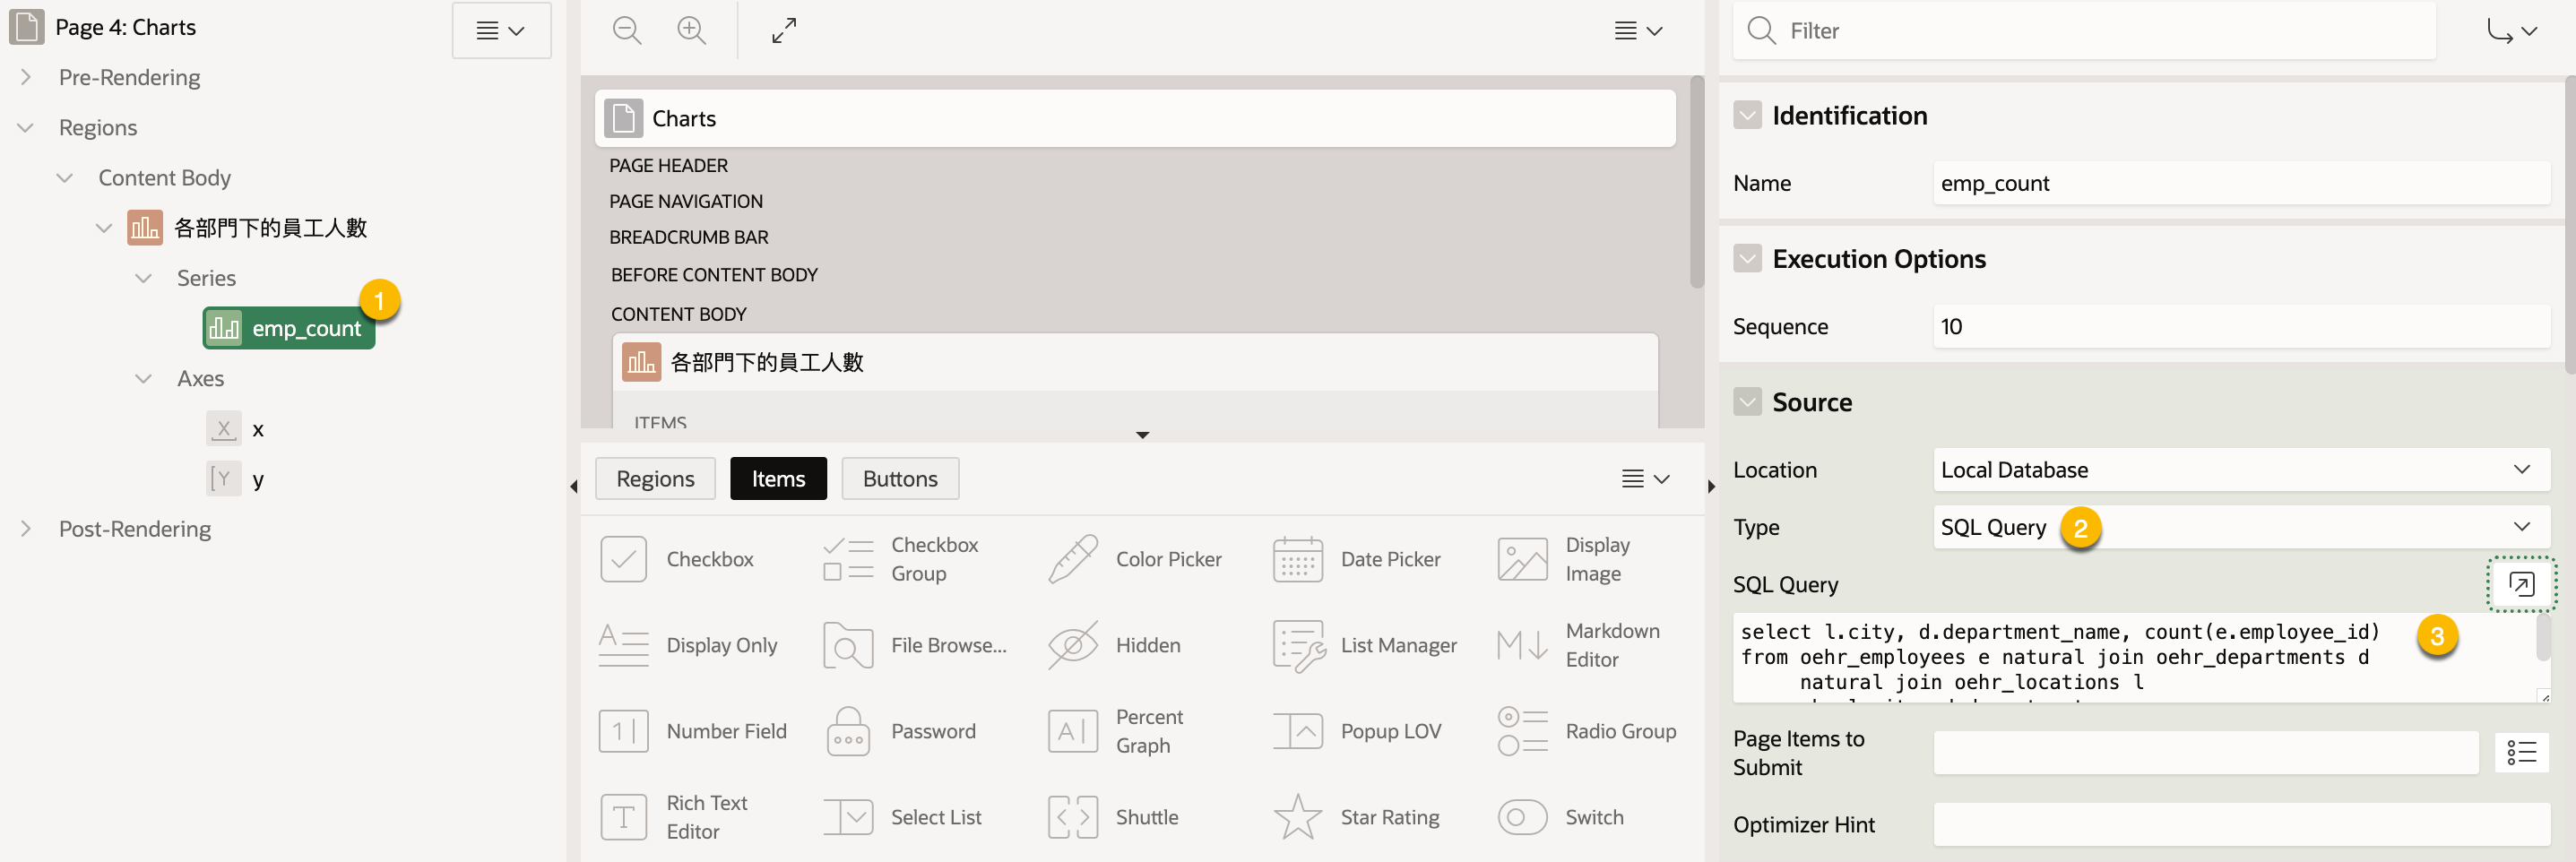 Page 4: Charts
Pre-Rendering
Regions
Content Body
各部門下的員工人數
Series
1
emp_count
Axes
X x
Y y
Post-Rendering
Charts
PAGE HEADER
PAGE NAVIGATION
BREADCRUMB BAR
BEFORE CONTENT BODY
CONTENT BODY
各部門下的員工人數
ITEMS
Regions Items Buttons
Checkbox
Checkbox
Group
Color Picker
Date Picker
Display
Image
Display Only
File Browse...
Hidden
List Manager
Markdown
Editor
Number Field
Password
Percent
Graph
Popup LOV
Radio Group
Rich Text
Editor
Select List
Shuttle
Star Rating
Switch
Filter
Identification
Name emp_count
Execution Options
Sequence 10
Source
Location Local Database
Type SQL Query 2
SQL Query
select l.city, d.department_name, count(e.employee_id) 3
from oehr_employees e natural join oehr_departments d
natural join oehr_locations l
Page Items to
Submit
Optimizer Hint